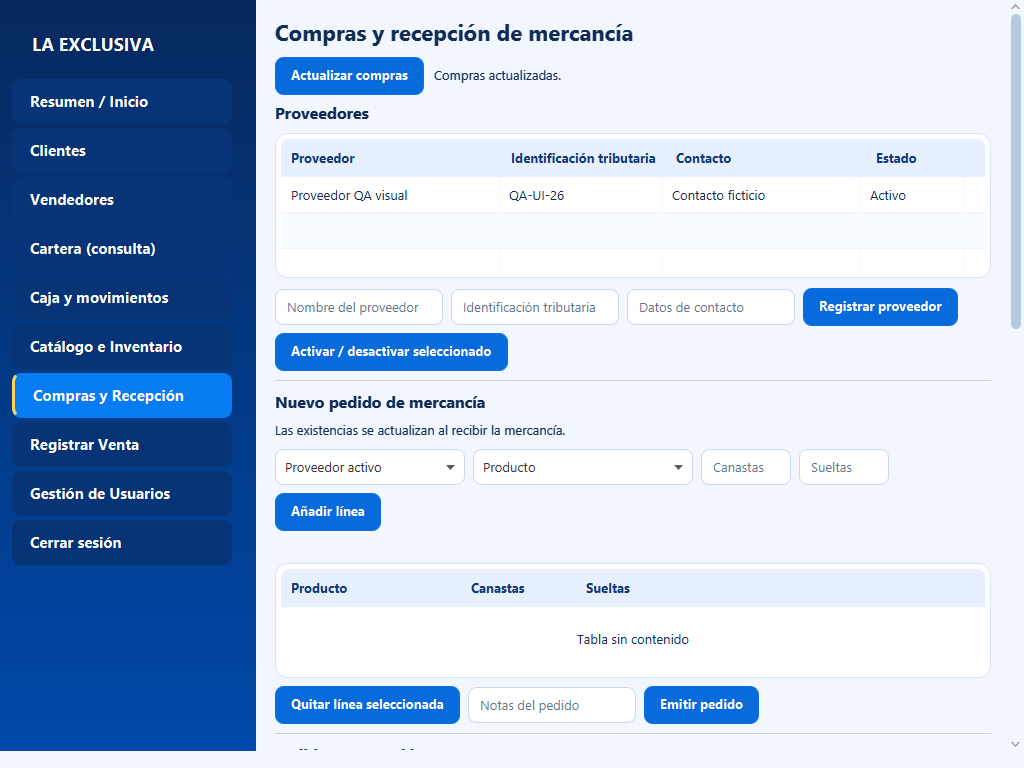 LA EXCLUSIVA
Resumen / Inicio
Clientes
Vendedores
Cartera (consulta)
Caja y movimientos
Catálogo e Inventario
Compras y Recepción
Registrar Venta
Gestión de Usuarios
Cerrar sesión
Compras y recepción de mercancía
Actualizar compras Compras actualizadas.
Proveedores
Proveedor Identificación tributaria Contacto Estado
Proveedor QA visual QA-UI-26 Contacto ficticio Activo
Nombre del proveedor Identificación tributaria Datos de contacto Registrar proveedor
Activar / desactivar seleccionado
Nuevo pedido de mercancía
Las existencias se actualizan al recibir la mercancía.
Proveedor activo Producto Canastas Sueltas
Añadir línea
Producto Canastas Sueltas
Tabla sin contenido
Quitar línea seleccionada Notas del pedido Emitir pedido